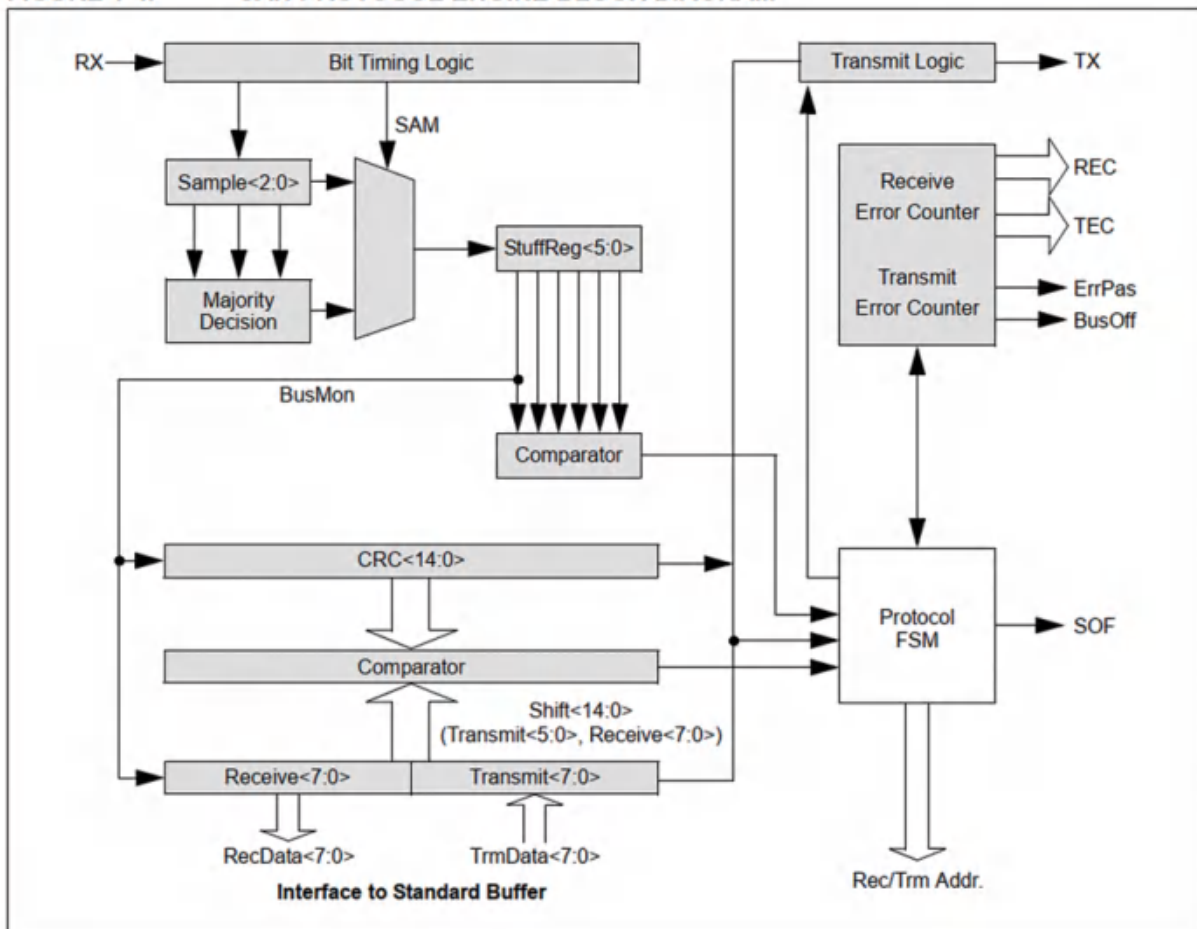 RX
Bit Timing Logic
Transmit Logic
TX
SAM
Sample<2:0>
Receive
Error Counter
REC
StuffReg<5:0>
TEC
Majority
Decision
Transmit
Error Counter
ErrPas
BusOff
BusMon
Comparator
CRC<14:0>
Protocol
FSM
SOF
Comparator
Shift<14:0>
(Transmit<5:0>, Receive<7:0>)
Receive<7:0>
Transmit<7:0>
RecData<7:0>
TrmData<7:0>
Interface to Standard Buffer
Rec/Trm Addr.